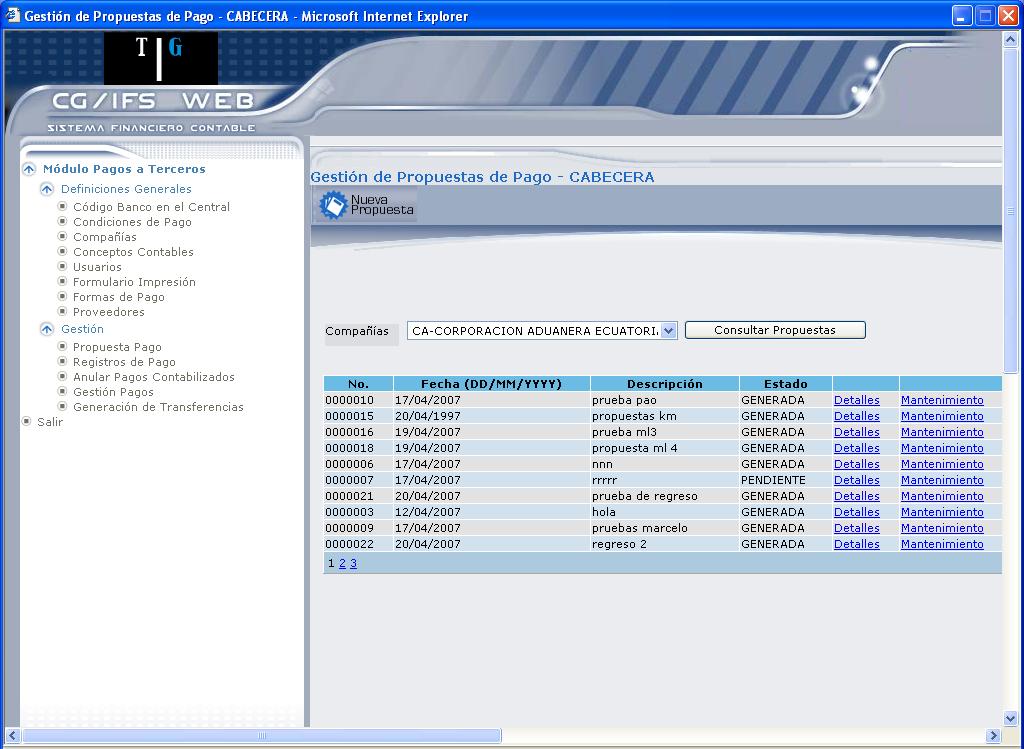 Gestión de Propuestas de Pago - CABECERA - Microsoft Internet Explorer
T G
CG/IFS WEB
SISTEMA FINANCIERO CONTABLE
Módulo Pagos a Terceros
Definiciones Generales
Código Banco en el Central
Condiciones de Pago
Compañías
Conceptos Contables
Usuarios
Formulario Impresión
Formas de Pago
Proveedores
Gestión
Propuesta Pago
Registros de Pago
Anular Pagos Contabilizados
Gestión Pagos
Generación de Transferencias
Salir
Gestión de Propuestas de Pago - CABECERA
Nueva
Propuesta
Compañías CA-CORPORACION ADUANERA ECUATORI Consultar Propuestas
No. Fecha (DD/MM/YYYY) Descripción Estado
0000010 17/04/2007 prueba pao GENERADA Detalles Mantenimiento
0000015 20/04/1997 propuestas km GENERADA Detalles Mantenimiento
0000016 19/04/2007 prueba ml3 GENERADA Detalles Mantenimiento
0000018 19/04/2007 propuesta ml 4 GENERADA Detalles Mantenimiento
0000006 17/04/2007 nnn GENERADA Detalles Mantenimiento
0000007 17/04/2007 rrrrr PENDIENTE Detalles Mantenimiento
0000021 20/04/2007 prueba de regreso GENERADA Detalles Mantenimiento
0000003 12/04/2007 hola GENERADA Detalles Mantenimiento
0000009 17/04/2007 pruebas marcelo GENERADA Detalles Mantenimiento
0000022 20/04/2007 regreso 2 GENERADA Detalles Mantenimiento
1 2 3